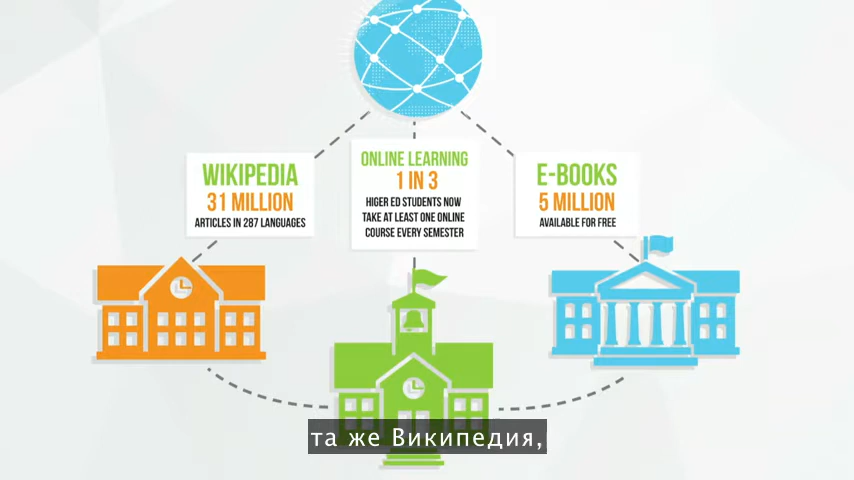 WIKIPEDIA
31 MILLION
ARTICLES IN 287 LANGUAGES
ONLINE LEARNING
1 IN 3
HIGER ED STUDENTS NOW
TAKE AT LEAST ONE ONLINE
COURSE EVERY SEMESTER
E-BOOKS
5 MILLION
AVAILABLE FOR FREE
та же Википедия,